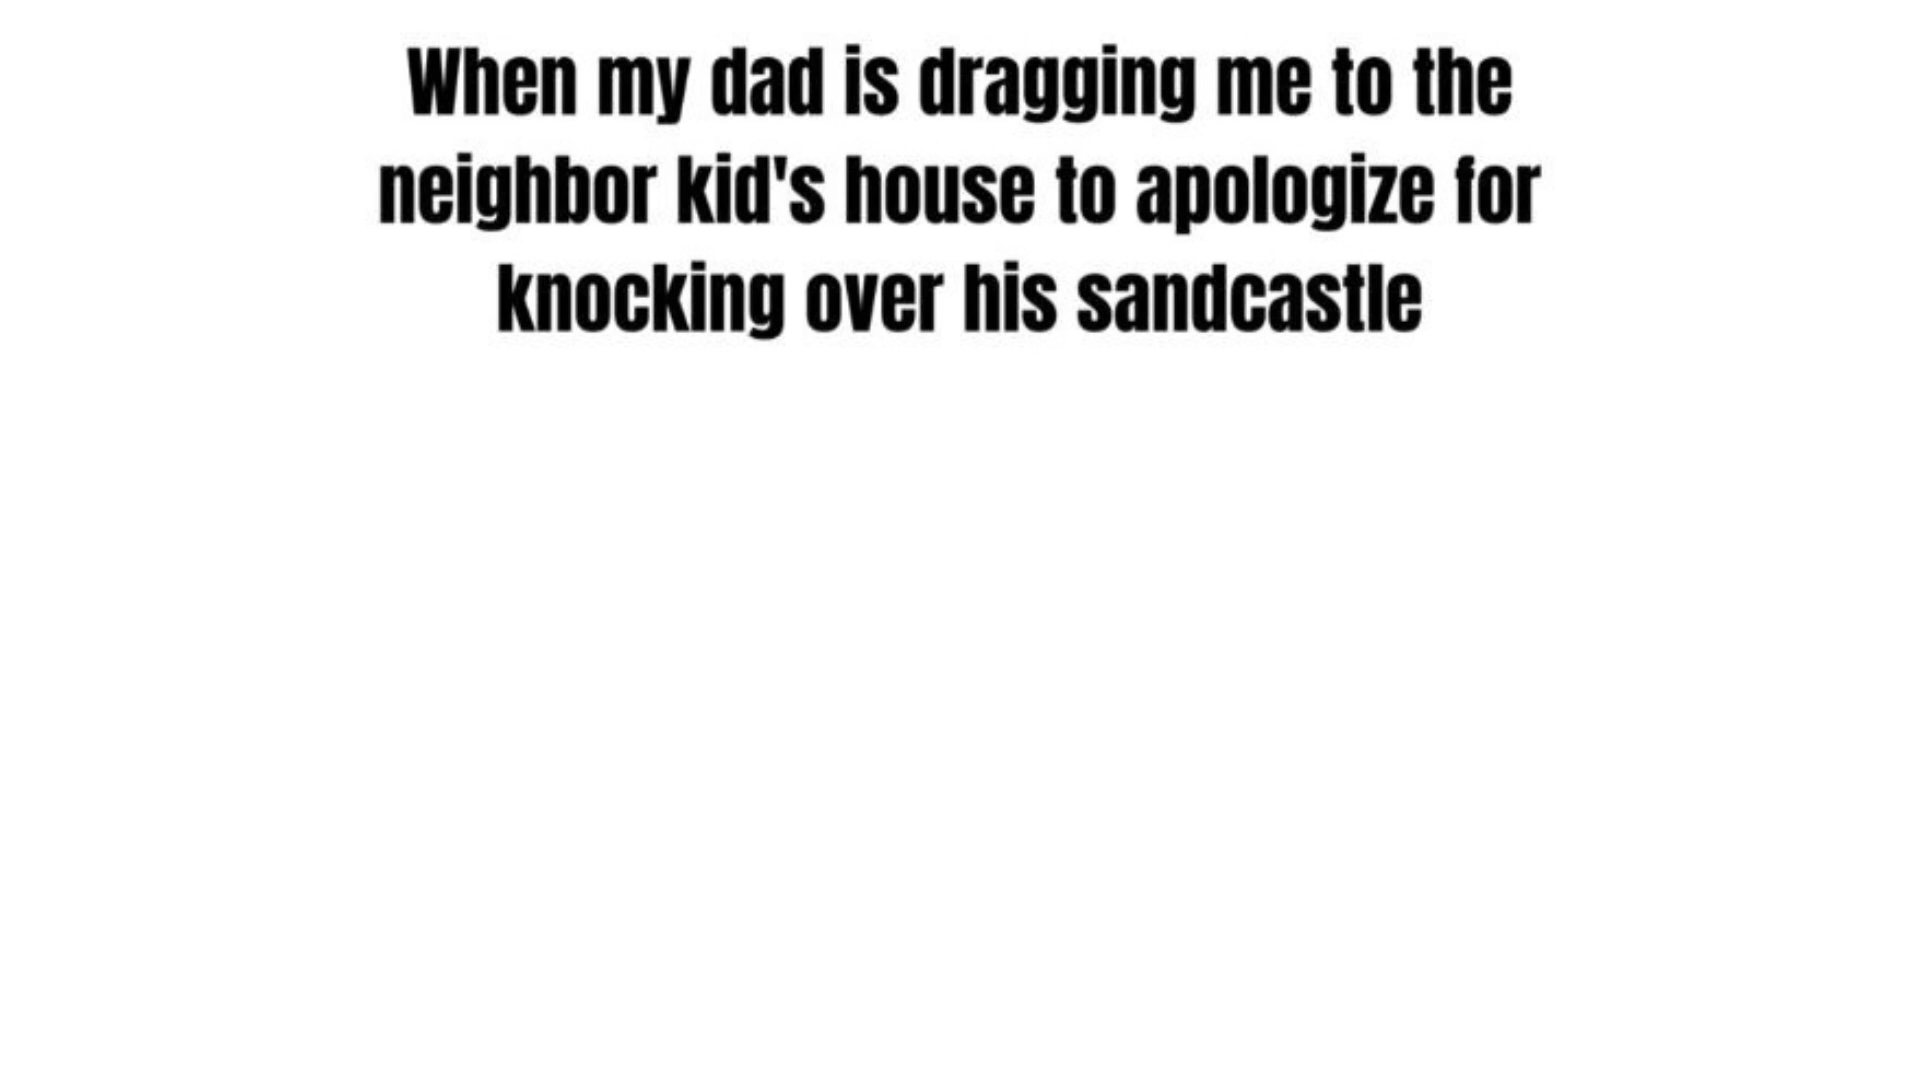 When my dad is dragging me to the
neighbor kid's house to apologize for
knocking over his sandcastle